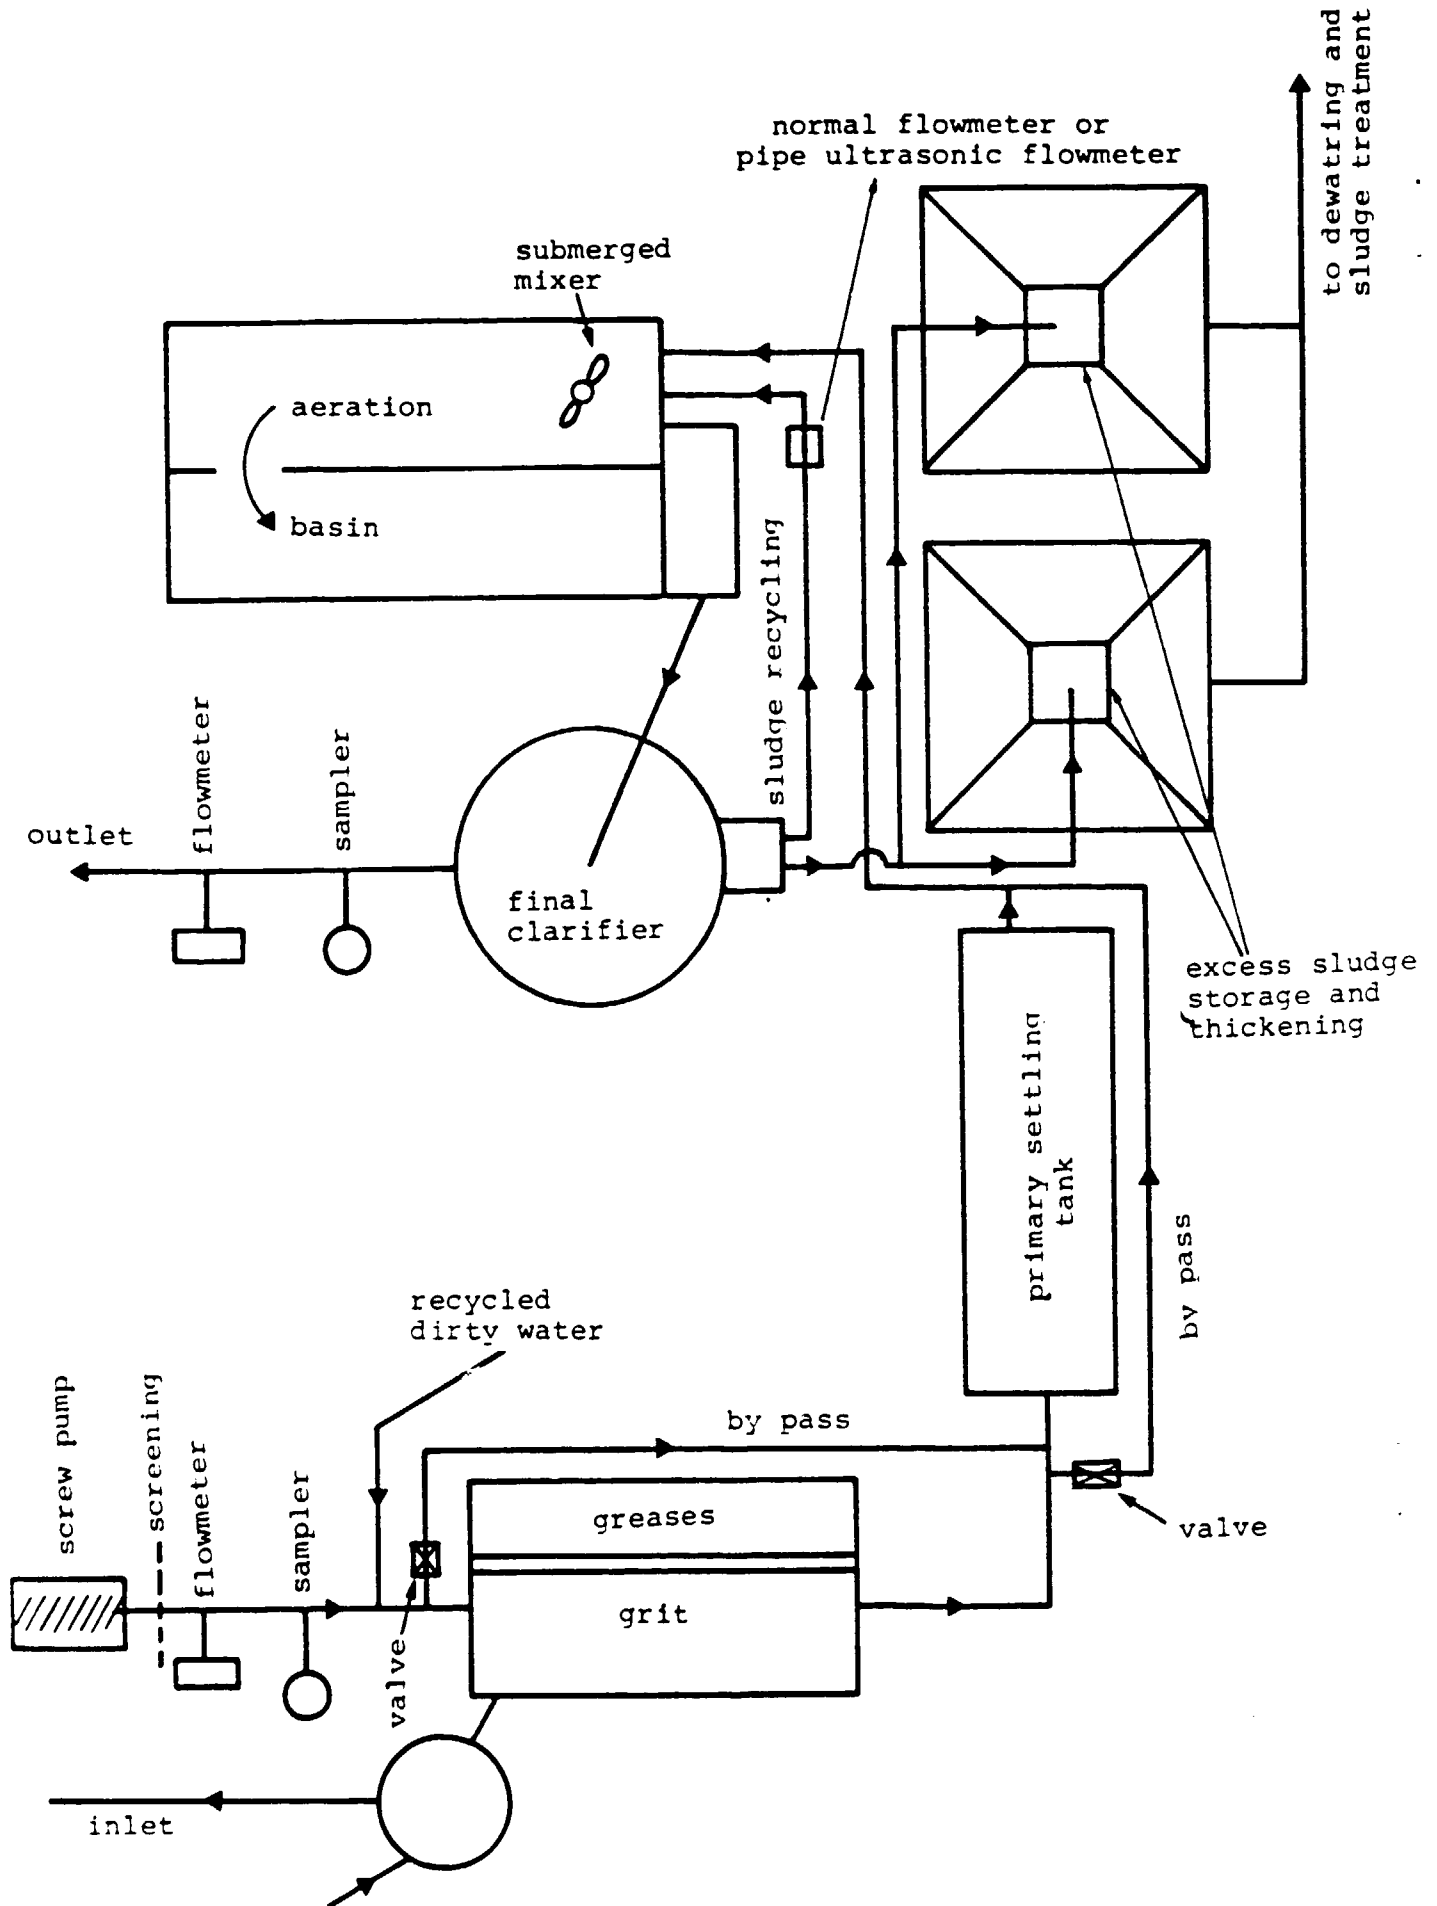 to dewatring and
sludge treatment
normal flowmeter or
pipe ultrasonic flowmeter
submerged
mixer
aeration
basin
sludge recycling
flowmeter
sampler
outlet
final
clarifier
excess sludge
storage and
thickening
primary settling
tank
by pass
recycled
dirty water
by pass
screw pump
screening
flowmeter
sampler
valve
greases
grit
valve
inlet